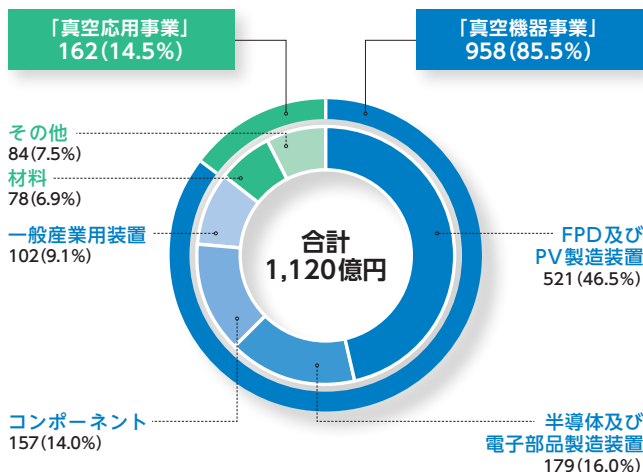 「真空応用事業」
162(14.5%)
「真空機器事業」
958(85.5%)
その他
84(7.5%)
材料
78(6.9%)
一般産業用装置
102(9.1%)
コンポーネント
157(14.0%)
合計
1,120億円
FPD及び
PV製造装置
521(46.5%)
半導体及び
電子部品製造装置
179(16.0%)